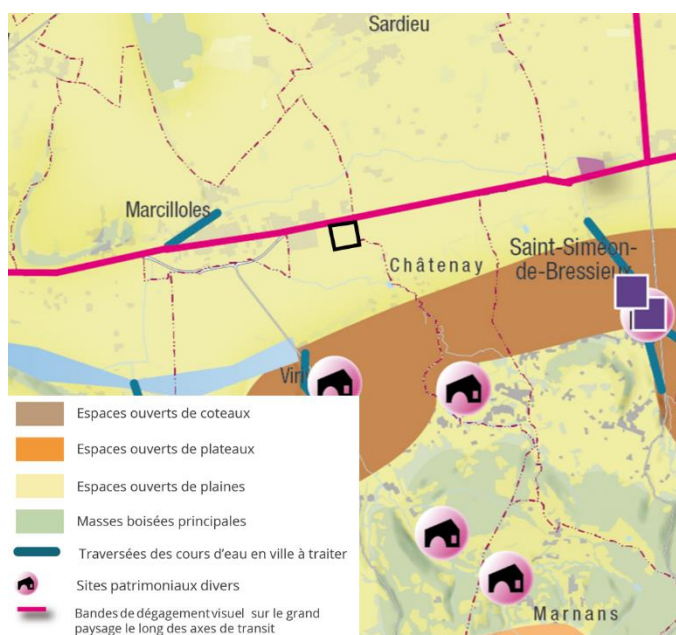 Sardieu
Marcilloles
Châtenay
Saint-Siméon-
de-Bressieux
Viri
Espaces ouverts de coteaux
Espaces ouverts de plateaux
Espaces ouverts de plaines
Masses boisées principales
Traversées des cours d'eau en ville à traiter
Sites patrimoniaux divers
Bandes de dégagement visuel sur le grand
paysage le long des axes de transit
Marnans